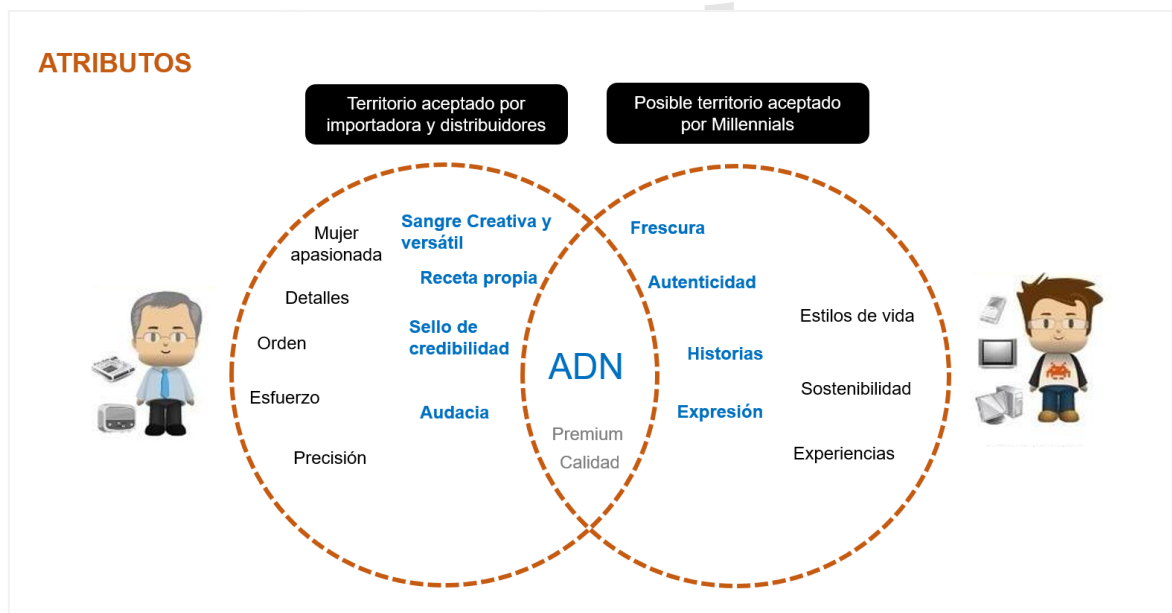 ATRIBUTOS
Territorio aceptado por
importadora y distribuidores
Posible territorio aceptado
por Millennials
Mujer
apasionada
Detalles
Orden
Esfuerzo
Precisión
Sangre Creativa y
versátil
Receta propia
Sello de
credibilidad
Audacia
ADN
Premium
Calidad
Frescura
Autenticidad
Historias
Expresión
Estilos de vida
Sostenibilidad
Experiencias